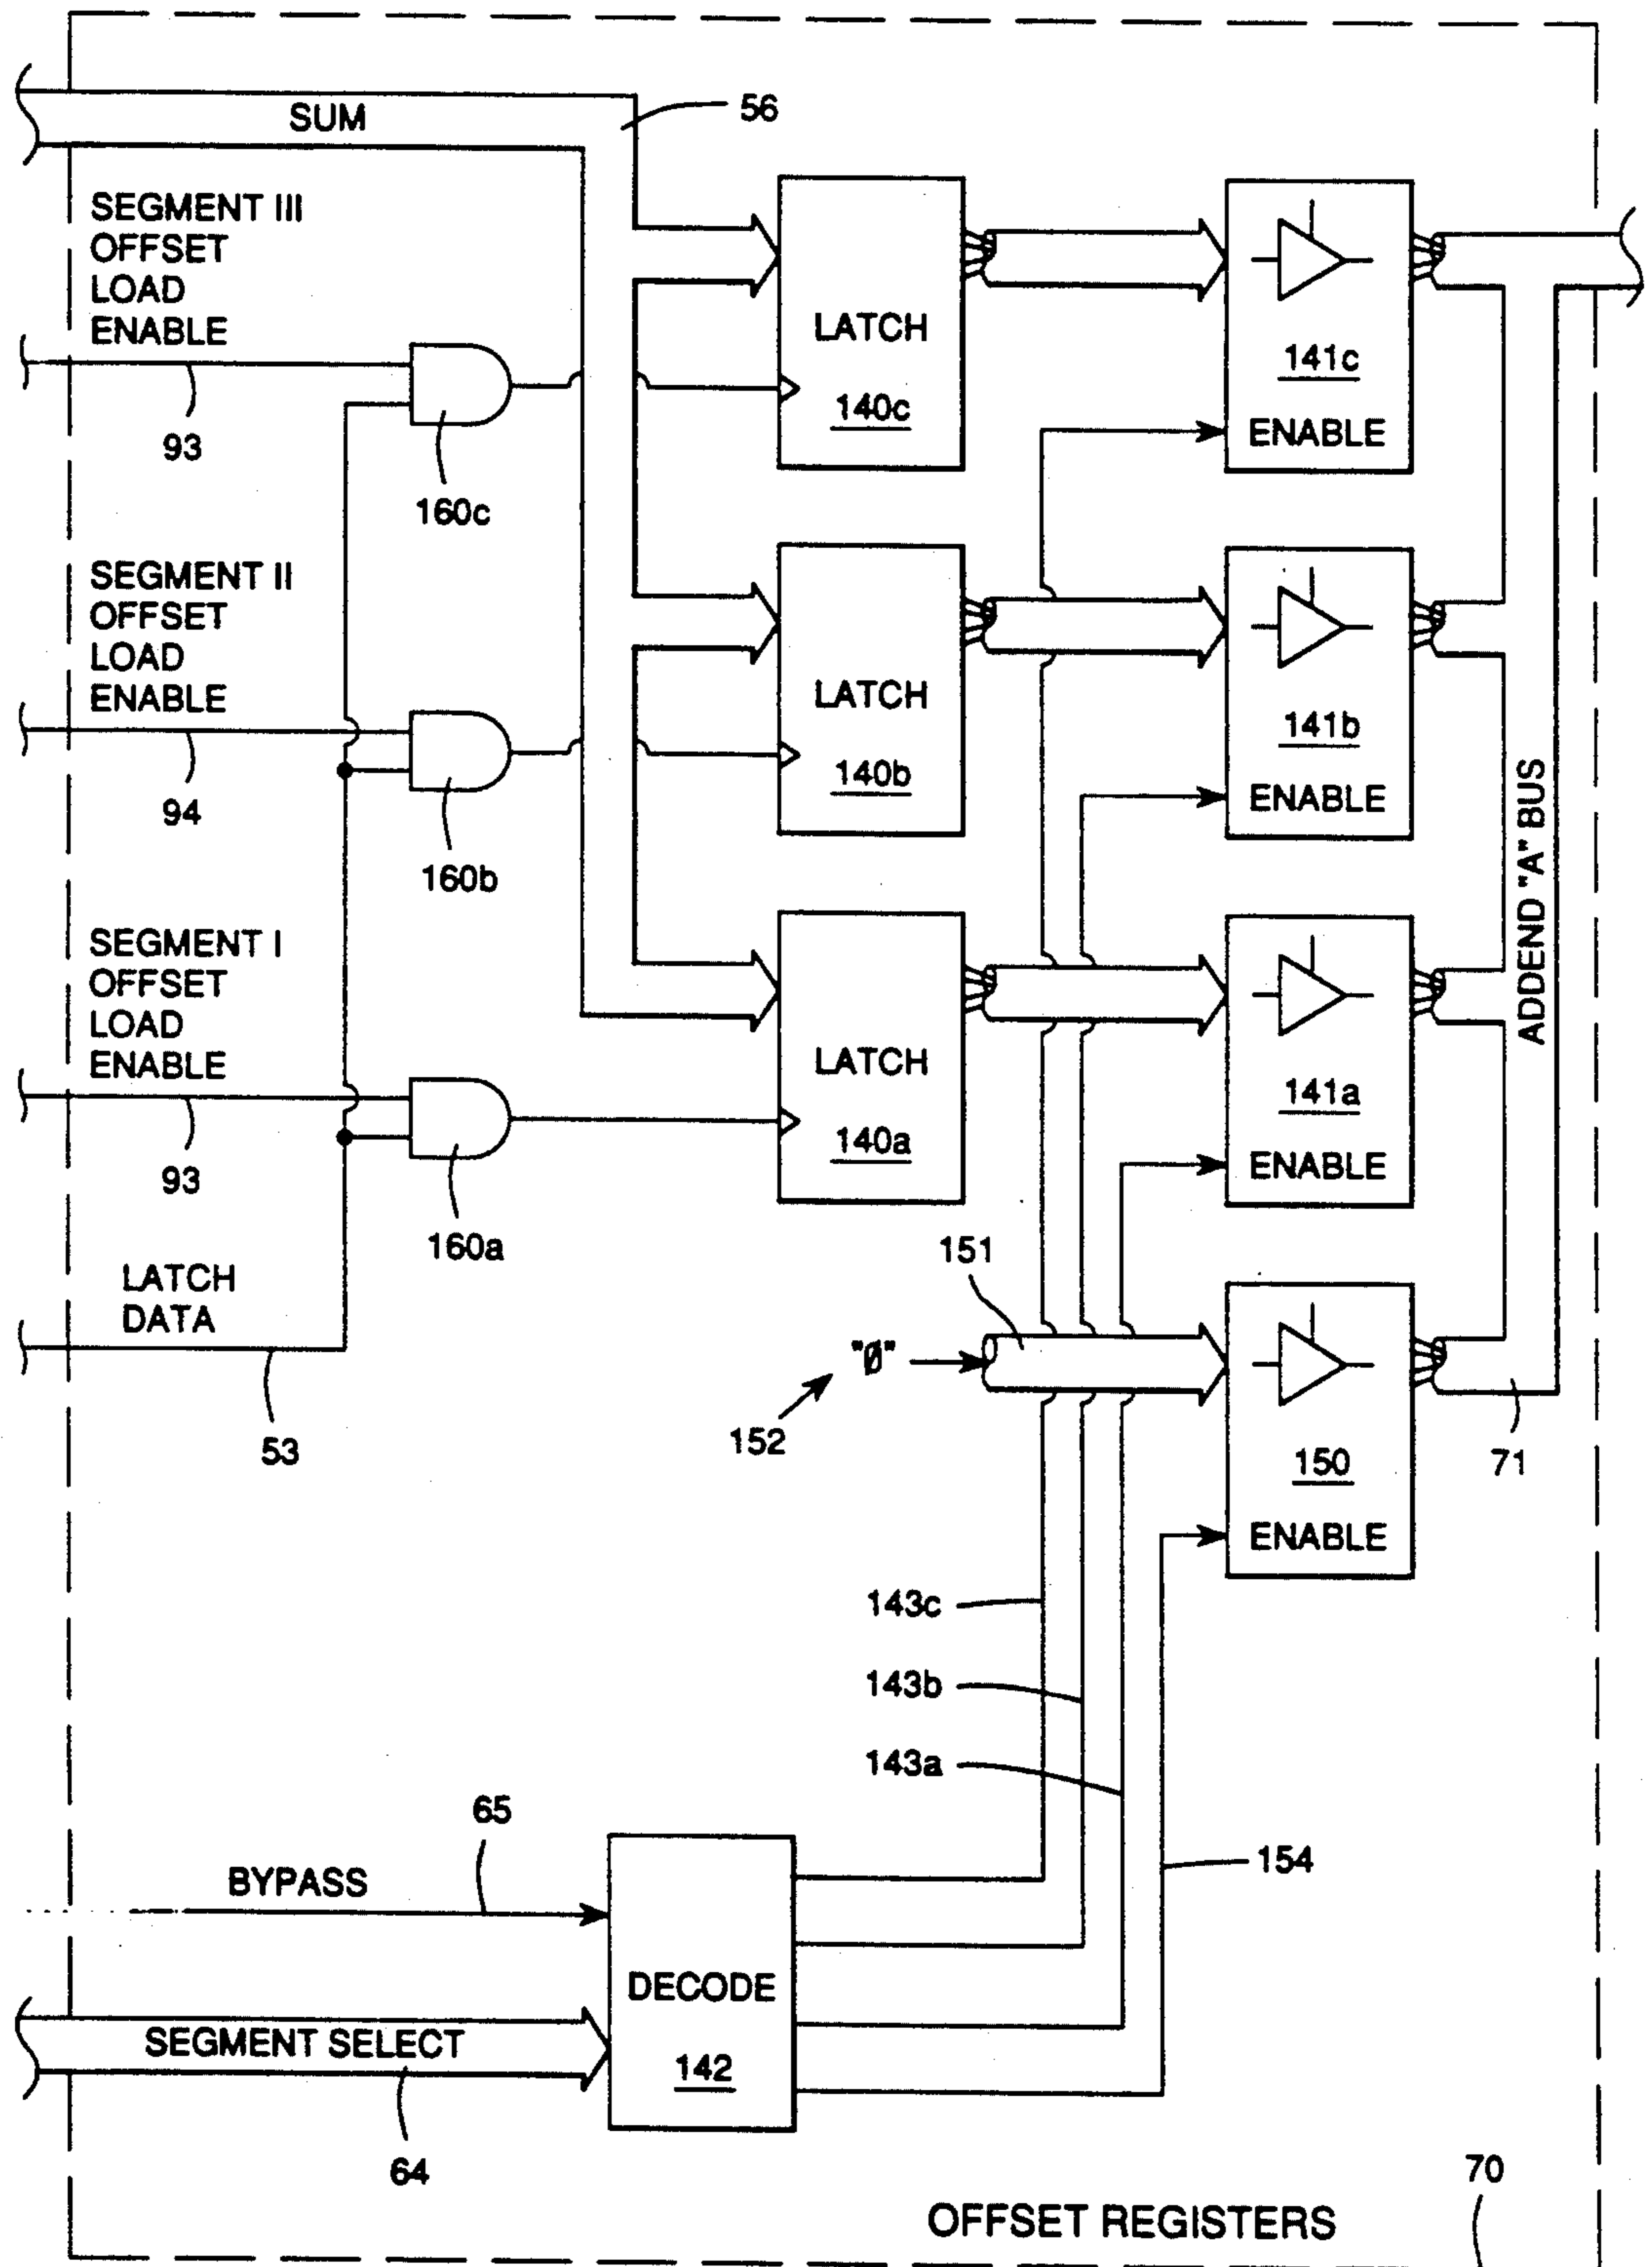 SUM
56
SEGMENT III
OFFSET
LOAD
ENABLE
93
160c
LATCH
140c
141c
ENABLE
SEGMENT II
OFFSET
LOAD
ENABLE
94
160b
LATCH
140b
141b
ENABLE
ADDEND "A" BUS
SEGMENT I
OFFSET
LOAD
ENABLE
93
160a
LATCH
140a
141a
ENABLE
LATCH
DATA
53
151
"Ø"
152
150
ENABLE
71
143c
143b
143a
154
65
BYPASS
DECODE
142
SEGMENT SELECT
64
70
OFFSET REGISTERS